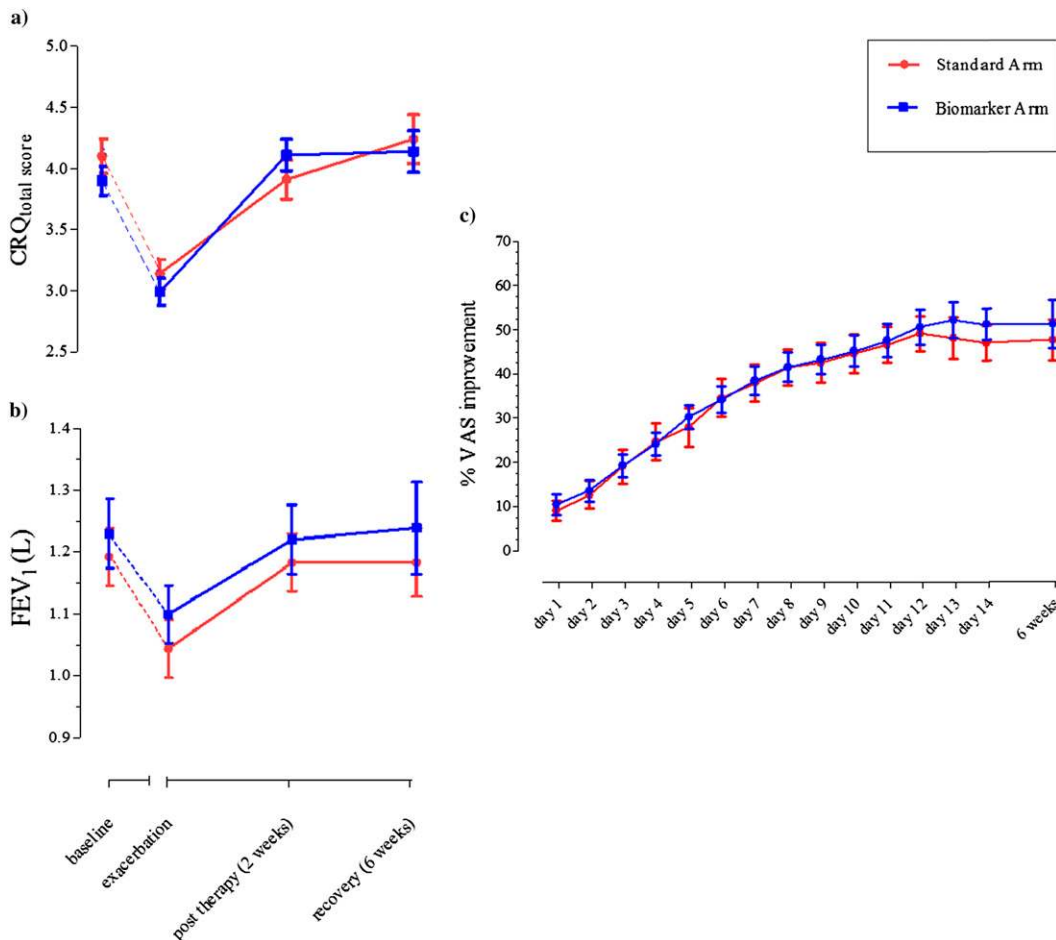 a)
5.0
4.5
4.0
3.5
3.0
2.5
CRQtotal score
Standard Arm
Biomarker Arm
b)
1.4
1.3
1.2
1.1
1.0
0.9
FEV1 (L)
baseline
exacerbation
post therapy (2 weeks)
recovery (6 weeks)
c)
70
60
50
40
30
20
10
0
% VAS improvement
day 1
day 2
day 3
day 4
day 5
day 6
day 7
day 8
day 9
day 10
day 11
day 12
day 13
day 14
6 weeks